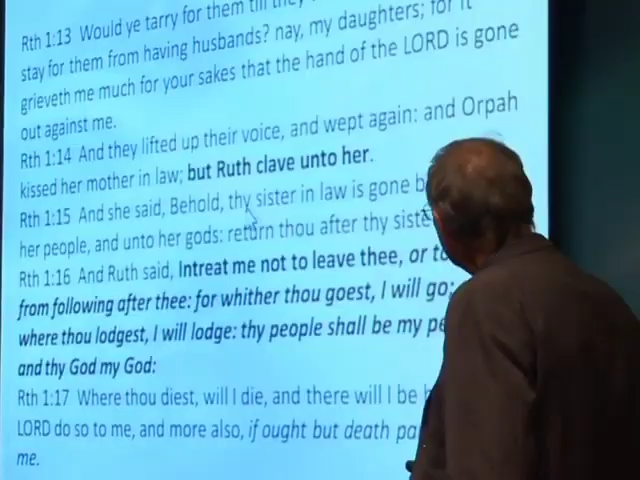 Rth 1:13 Would ye tarry for them till they
stay for them from having husbands? nay, my daughters; for it
grieveth me much for your sakes that the hand of the LORD is gone
out against me.
Rth 1:14 And they lifted up their voice, and wept again: and Orpah
kissed her mother in law; but Ruth clave unto her.
Rth 1:15 And she said, Behold, thy sister in law is gone b
her people, and unto her gods: return thou after thy siste
Rth 1:16 And Ruth said, Intreat me not to leave thee, or to
from following after thee: for whither thou goest, I will go;
where thou lodgest, I will lodge: thy people shall be my pe
and thy God my God:
Rth 1:17 Where thou diest, will I die, and there will I be
LORD do so to me, and more also, if ought but death pa
me.